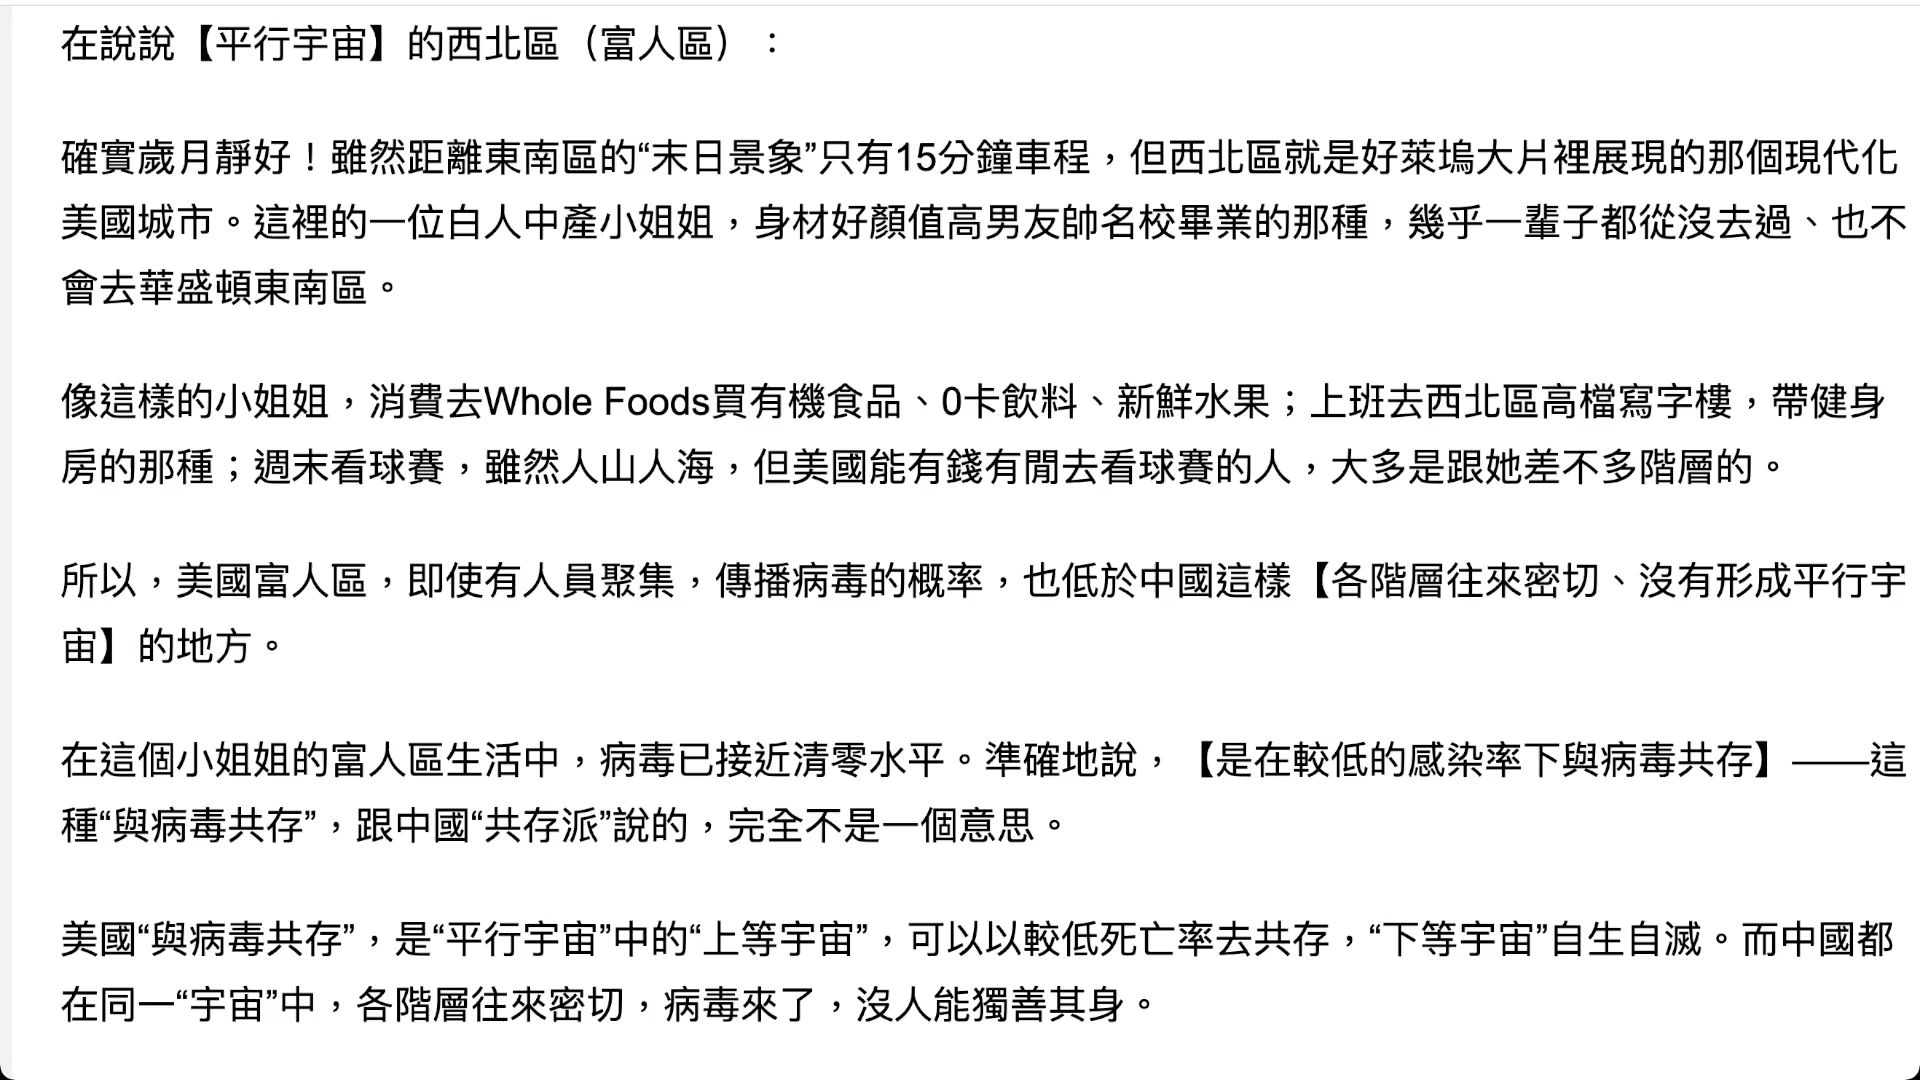 在說說【平行宇宙】的西北區（富人區）：
確實歲月靜好！雖然距離東南區的“末日景象”只有15分鐘車程，但西北區就是好萊塢大片裡展現的那個現代化
美國城市。這裡的一位白人中產小姐姐，身材好顏值高男友帥名校畢業的那種，幾乎一輩子都從沒去過、也不
會去華盛頓東南區。
像這樣的小姐姐，消費去Whole Foods買有機食品、0卡飲料、新鮮水果；上班去西北區高檔寫字樓，帶健身
房的那種；週末看球賽，雖然人山人海，但美國能有錢有閒去看球賽的人，大多是跟她差不多階層的。
所以，美國富人區，即使有人員聚集，傳播病毒的概率，也低於中國這樣【各階層往來密切、沒有形成平行宇
宙】的地方。
在這個小姐姐的富人區生活中，病毒已接近清零水平。準確地說，【是在較低的感染率下與病毒共存】——這
種“與病毒共存”，跟中國“共存派”說的，完全不是一個意思。
美國“與病毒共存”，是“平行宇宙”中的“上等宇宙”，可以以較低死亡率去共存，“下等宇宙”自生自滅。而中國都
在同一“宇宙”中，各階層往來密切，病毒來了，沒人能獨善其身。